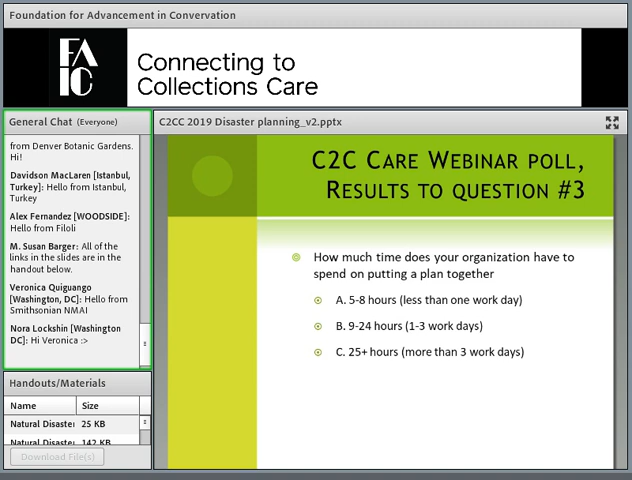 Foundation for Advancement in Convervation
FA
IC
Connecting to
Collections Care
General Chat (Everyone)
from Denver Botanic Gardens.
Hi!
Davidson MacLaren [Istanbul,
Turkey]: Hello from Istanbul,
Turkey
Alex Fernandez [WOODSIDE]:
Hello from Filoli
M. Susan Barger: All of the
links in the slides are in the
handout below.
Veronica Quiguango
[Washington, DC]: Hello from
Smithsonian NMAI
Nora Lockshin [Washington
DC]: Hi Veronica :>
Handouts/Materials
Name Size
Natural Disaster 25 KB
Natural Disaster 142 KB
Download File(s)
C2CC 2019 Disaster planning_v2.pptx
C2C Care Webinar poll,
Results to question #3
How much time does your organization have to
spend on putting a plan together
A. 5-8 hours (less than one work day)
B. 9-24 hours (1-3 work days)
C. 25+ hours (more than 3 work days)